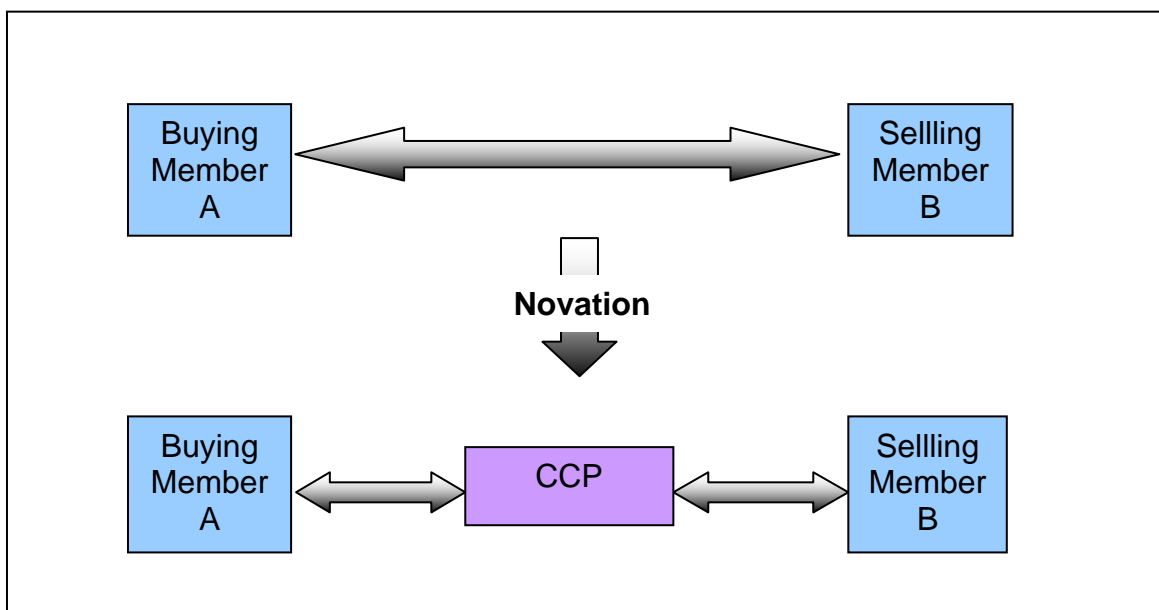 Buying
Member
A
Sellling
Member
B
Novation
Buying
Member
A
CCP
Sellling
Member
B